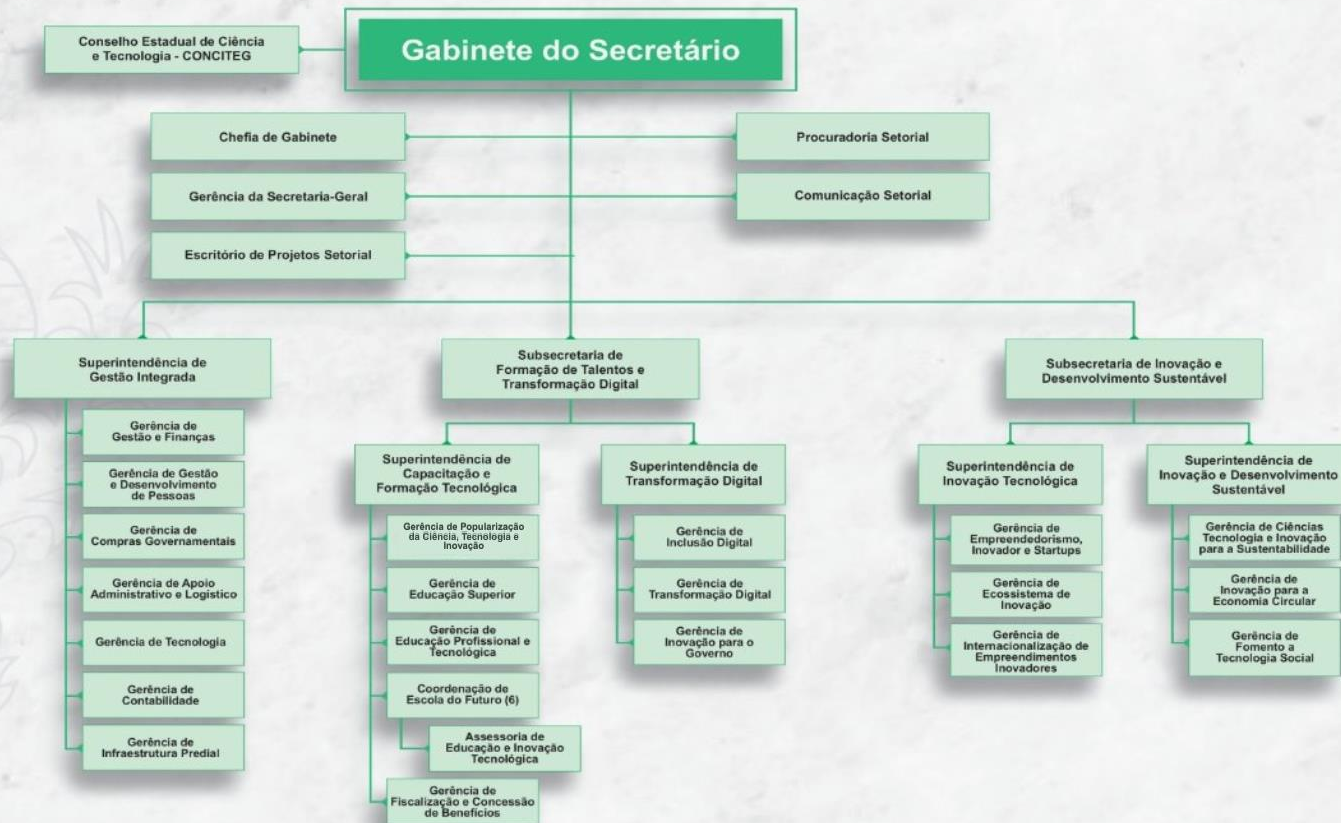 Conselho Estadual de Ciência
e Tecnologia - CONCITEG
Gabinete do Secretário
Chefia de Gabinete
Procuradoria Setorial
Gerência da Secretaria-Geral
Comunicação Setorial
Escritório de Projetos Setorial
Superintendência de
Gestão Integrada
Gerência de
Gestão e Finanças
Gerência de Gestão
e Desenvolvimento
de Pessoas
Gerência de
Compras Governamentais
Gerência de Apoio
Administrativo e Logístico
Gerência de Tecnologia
Gerência de
Contabilidade
Gerência de
Infraestrutura Predial
Subsecretaria de
Formação de Talentos e
Transformação Digital
Superintendência de
Capacitação e
Formação Tecnológica
Gerência de Popularização
da Ciência, Tecnologia e
Inovação
Gerência de
Educação Superior
Gerência de
Educação Profissional e
Tecnológica
Coordenação de
Escola do Futuro (6)
Assessoria de
Educação e Inovação
Tecnológica
Gerência de
Fiscalização e Concessão
de Benefícios
Superintendência de
Transformação Digital
Gerência de
Inclusão Digital
Gerência de
Transformação Digital
Gerência de
Inovação para o
Governo
Subsecretaria de Inovação e
Desenvolvimento Sustentável
Superintendência de
Inovação Tecnológica
Gerência de
Empreendedorismo,
Inovador e Startups
Gerência de
Ecossistema de
Inovação
Gerência de
Internacionalização de
Empreendimentos
Inovadores
Superintendência de
Inovação e Desenvolvimento
Sustentável
Gerência de Ciências
Tecnologia e Inovação
para a Sustentabilidade
Gerência de
Inovação para a
Economia Circular
Gerência de
Fomento a
Tecnologia Social